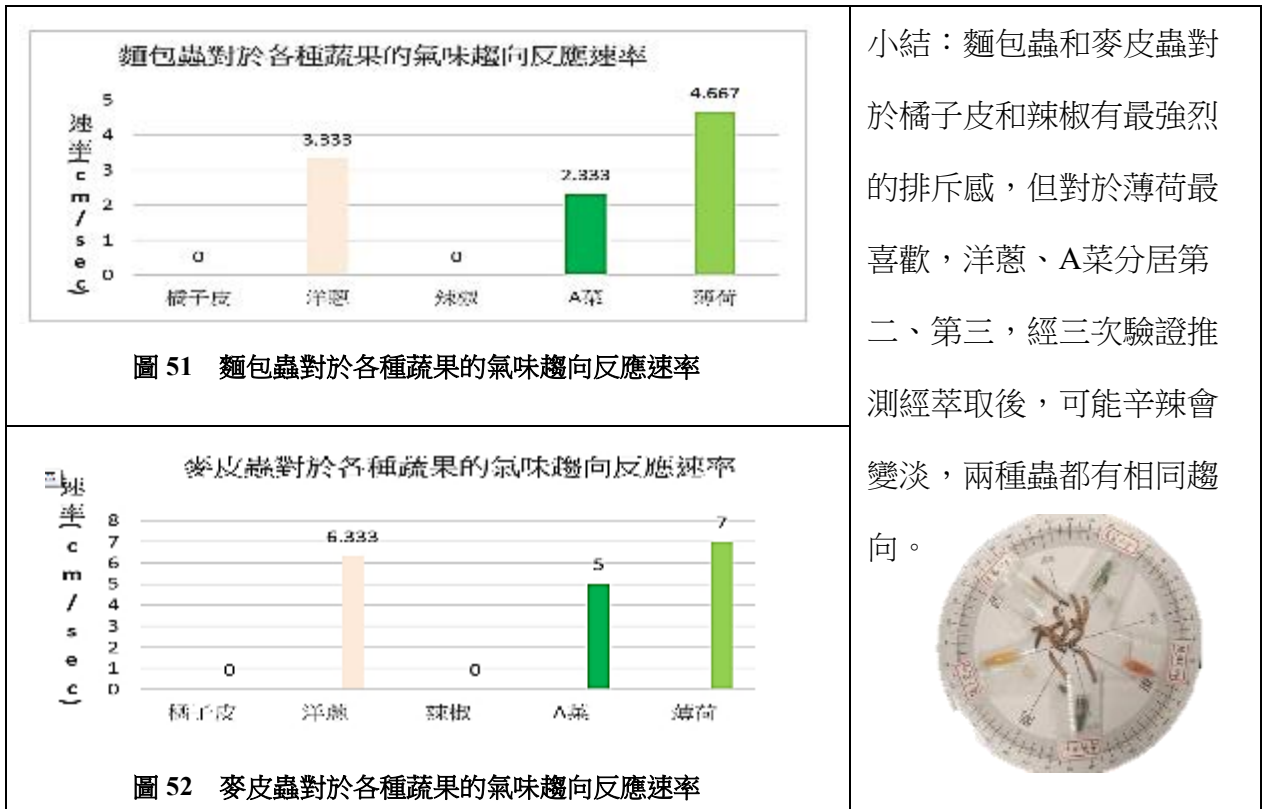 麵包蟲對於各種蔬果的氣味趨向反應速率
速率(cm/sec)
5
4
3
2
1
0
0
3.333
0
2.333
4.667
橘子皮
洋蔥
辣椒
A菜
薄荷
圖 51 麵包蟲對於各種蔬果的氣味趨向反應速率
麥皮蟲對於各種蔬果的氣味趨向反應速率
速率(cm/sec)
8
7
6
5
4
3
2
1
0
0
6.333
0
5
7
橘子皮
洋蔥
辣椒
A菜
薄荷
圖 52 麥皮蟲對於各種蔬果的氣味趨向反應速率
小結：麵包蟲和麥皮蟲對
於橘子皮和辣椒有最強烈
的排斥感，但對於薄荷最
喜歡，洋蔥、A菜分居第
二、第三，經三次驗證推
測經萃取後，可能辛辣會
變淡，兩種蟲都有相同趨
向。